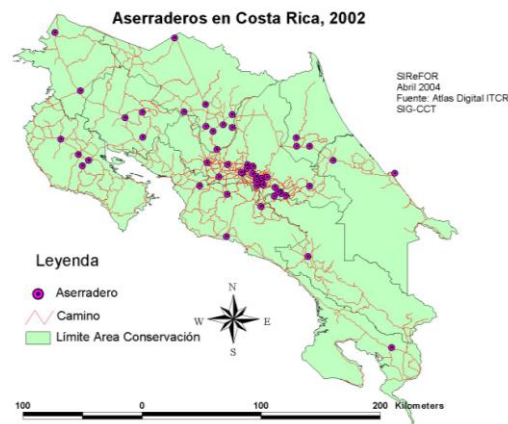 Aserraderos en Costa Rica, 2002
SIReFOR
Abril 2004
Fuente: Atlas Digital ITCR
SIG-CCT
Leyenda
Aserradero
Camino
Límite Area Conservación
N
W E
S
100 0 100 200 Kilometers